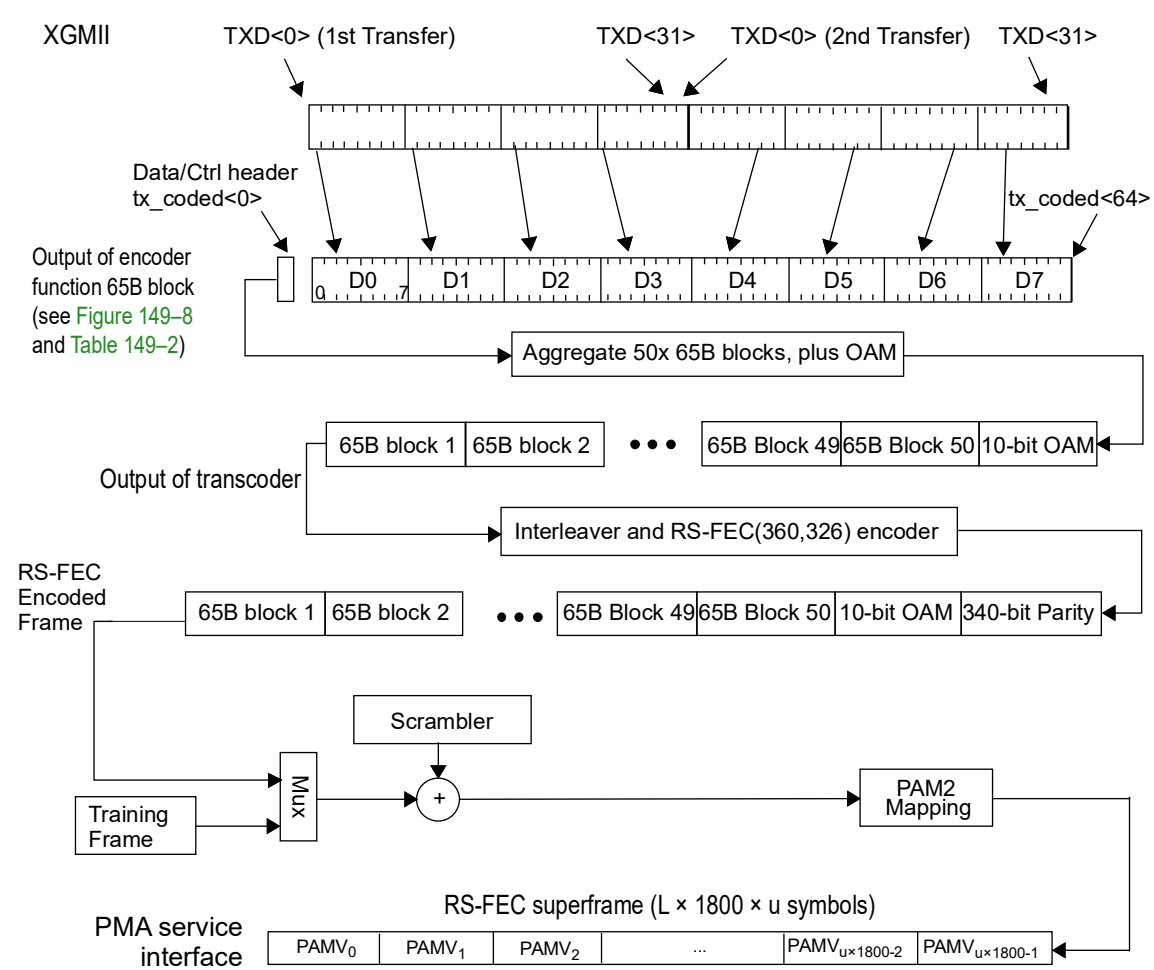 XGMII
TXD<0> (1st Transfer)
TXD<31>
TXD<0> (2nd Transfer)
TXD<31>
Data/Ctrl header
tx_coded<0>
tx_coded<64>
Output of encoder
function 65B block
(see Figure 149–8
and Table 149–2)
0 D0 7 D1 D2 D3 D4 D5 D6 D7
Aggregate 50x 65B blocks, plus OAM
65B block 1 65B block 2 ••• 65B Block 49 65B Block 50 10-bit OAM
Output of transcoder
Interleaver and RS-FEC(360,326) encoder
RS-FEC
Encoded
Frame
65B block 1 65B block 2 ••• 65B Block 49 65B Block 50 10-bit OAM 340-bit Parity
Scrambler
Mux
+
PAM2
Mapping
Training
Frame
RS-FEC superframe (L × 1800 × u symbols)
PMA service
interface
PAMV0 PAMV1 PAMV2 ... PAMVu×1800-2 PAMVu×1800-1